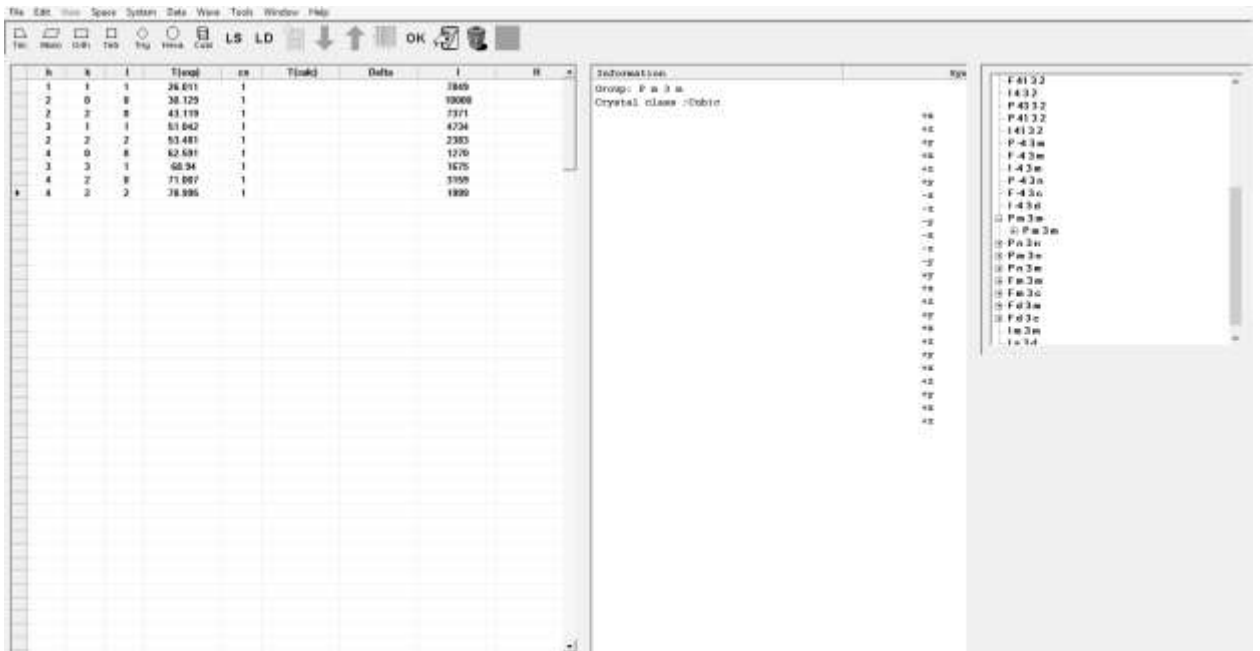 File Edit View Space System Data Wave Tools Window Help
Mono Orth Tetr Trig Hexa Cubi LS LD OK
h k l T(exp) cn T(calc) Delta I H
1 1 1 26.011 1 7849
2 0 0 30.129 1 10000
2 2 0 43.119 1 7371
3 1 1 51.042 1 4734
2 2 2 53.481 1 2383
4 0 0 62.591 1 1270
3 3 1 68.94 1 1675
4 2 0 71.007 1 3159
4 2 2 78.995 1 1999
Information Sys
Group: P m 3 m
Crystal class :Cubic
+x
+z
+y
+x
+z
+y
-x
-z
-y
-x
-z
-y
+y
+x
+z
+y
+x
+z
+y
+x
+z
+y
+x
+z
F 41 3 2
I 4 3 2
P 43 3 2
P 41 3 2
I 41 3 2
P -4 3 m
F -4 3 m
I -4 3 m
P -4 3 n
F -4 3 c
I -4 3 d
P m 3 m
P m 3 m
P n 3 n
P m 3 n
P n 3 m
F m 3 m
F m 3 c
F d 3 m
F d 3 c
I m 3 m
I a 3 d